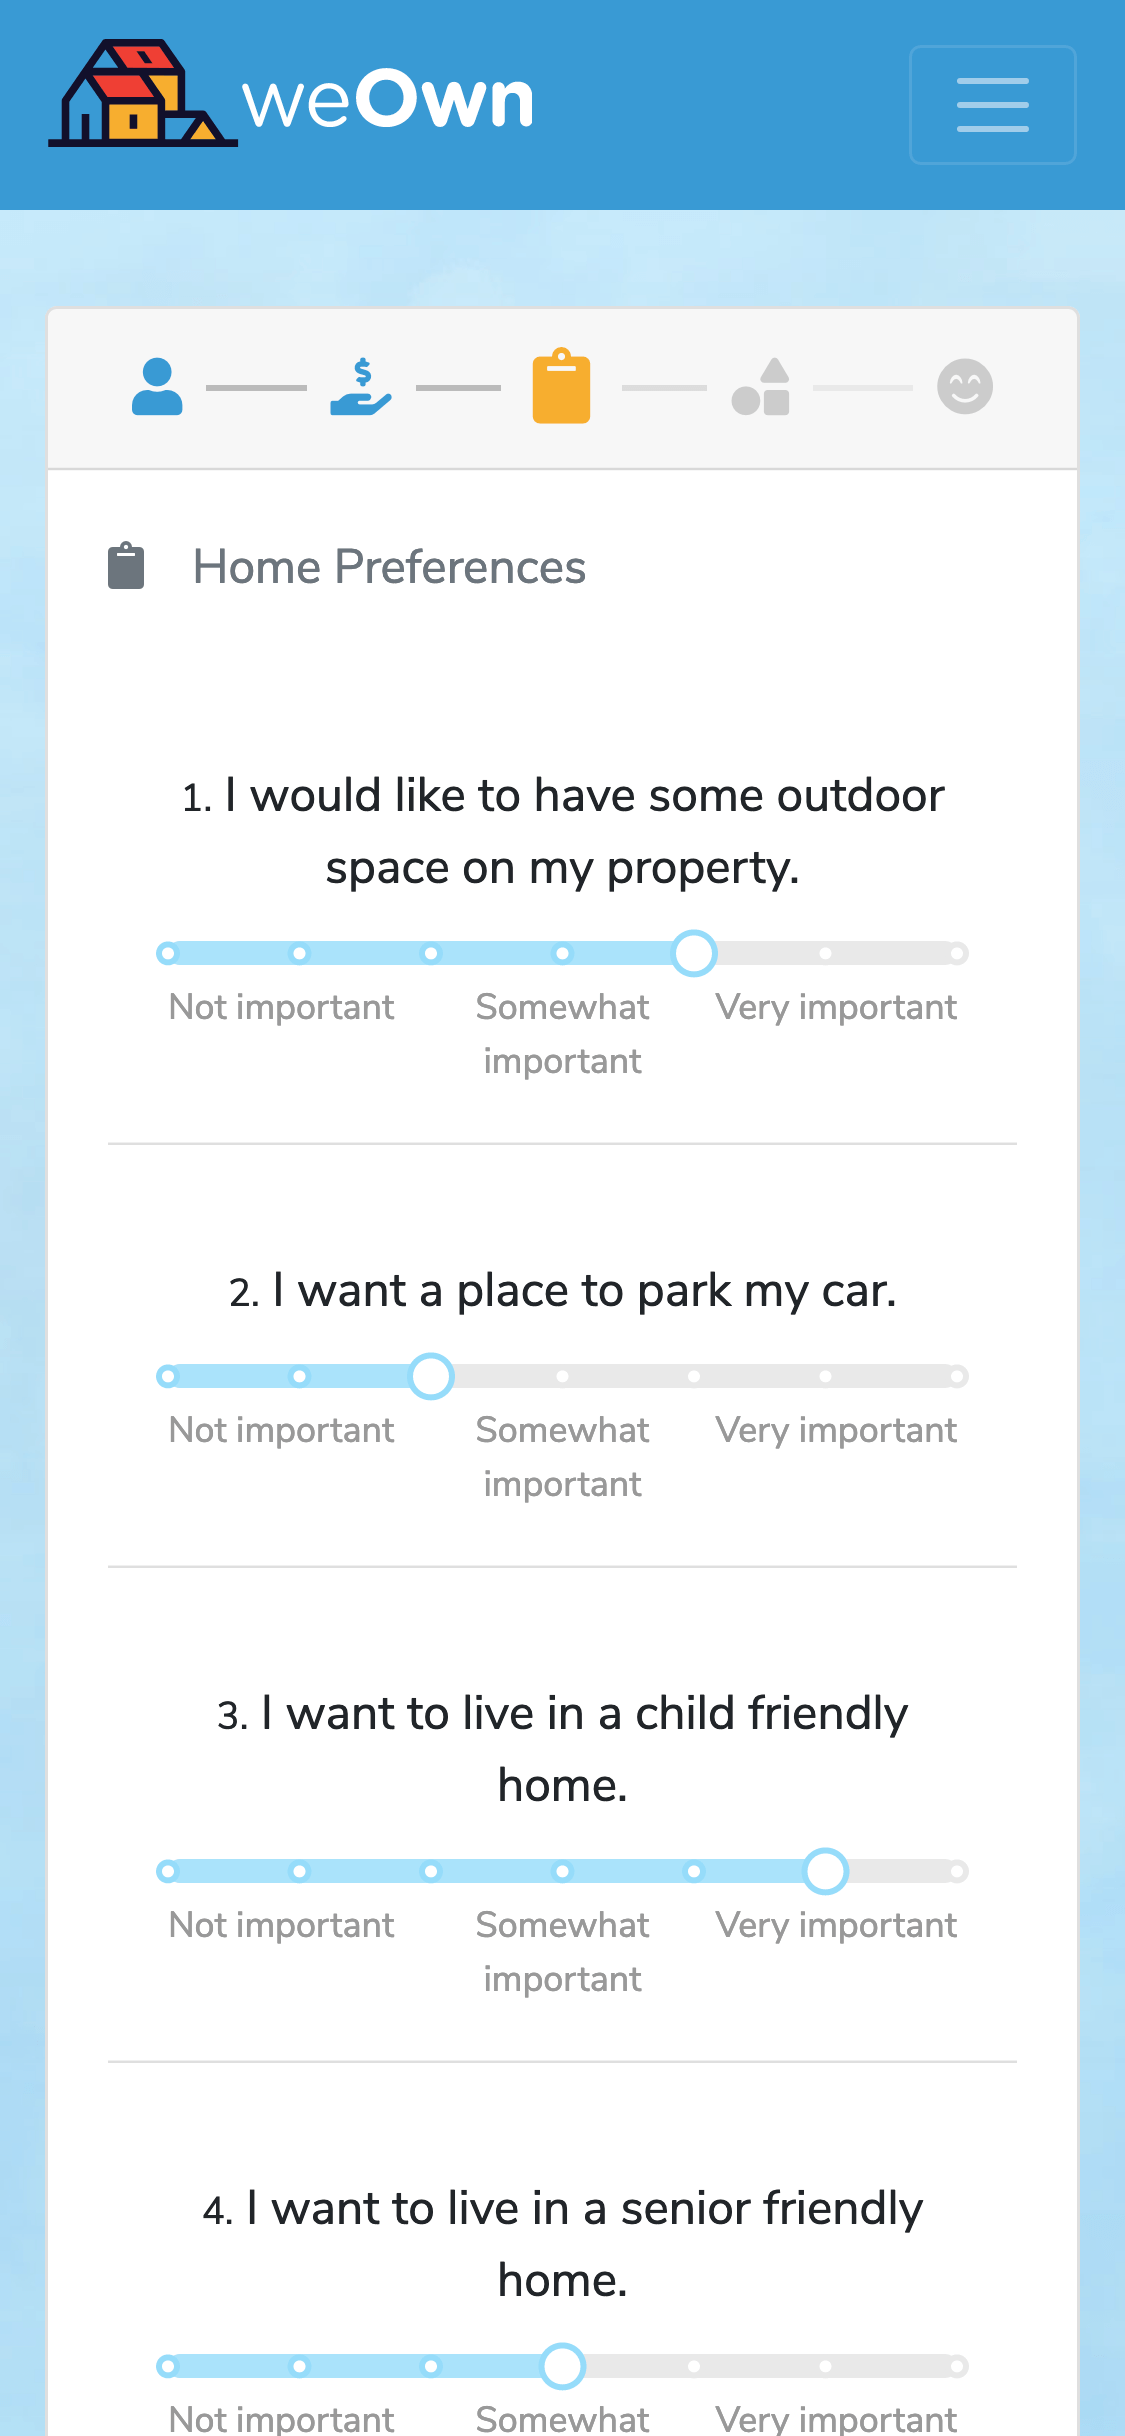 weOwn
Home Preferences
1. I would like to have some outdoor
space on my property.
Not important Somewhat important Very important
2. I want a place to park my car.
Not important Somewhat important Very important
3. I want to live in a child friendly
home.
Not important Somewhat important Very important
4. I want to live in a senior friendly
home.
Not important Somewhat Very important